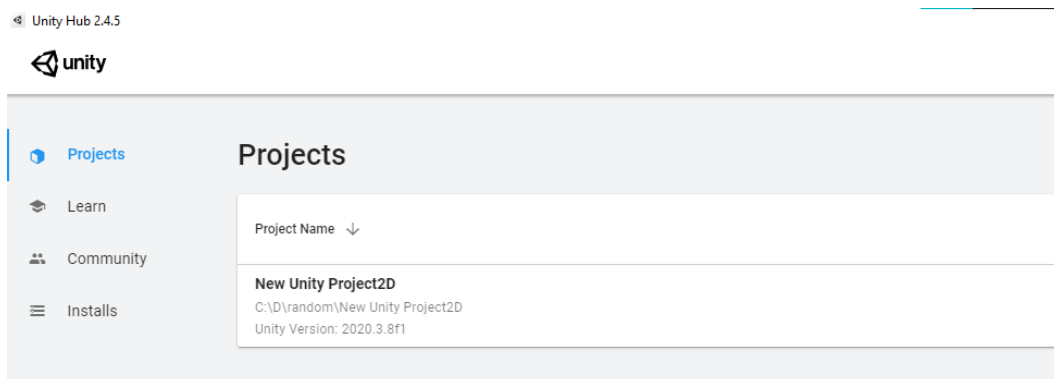 Unity Hub 2.4.5
unity
Projects
Learn
Community
Installs
Projects
Project Name
New Unity Project2D
C:\D\random\New Unity Project2D
Unity Version: 2020.3.8f1